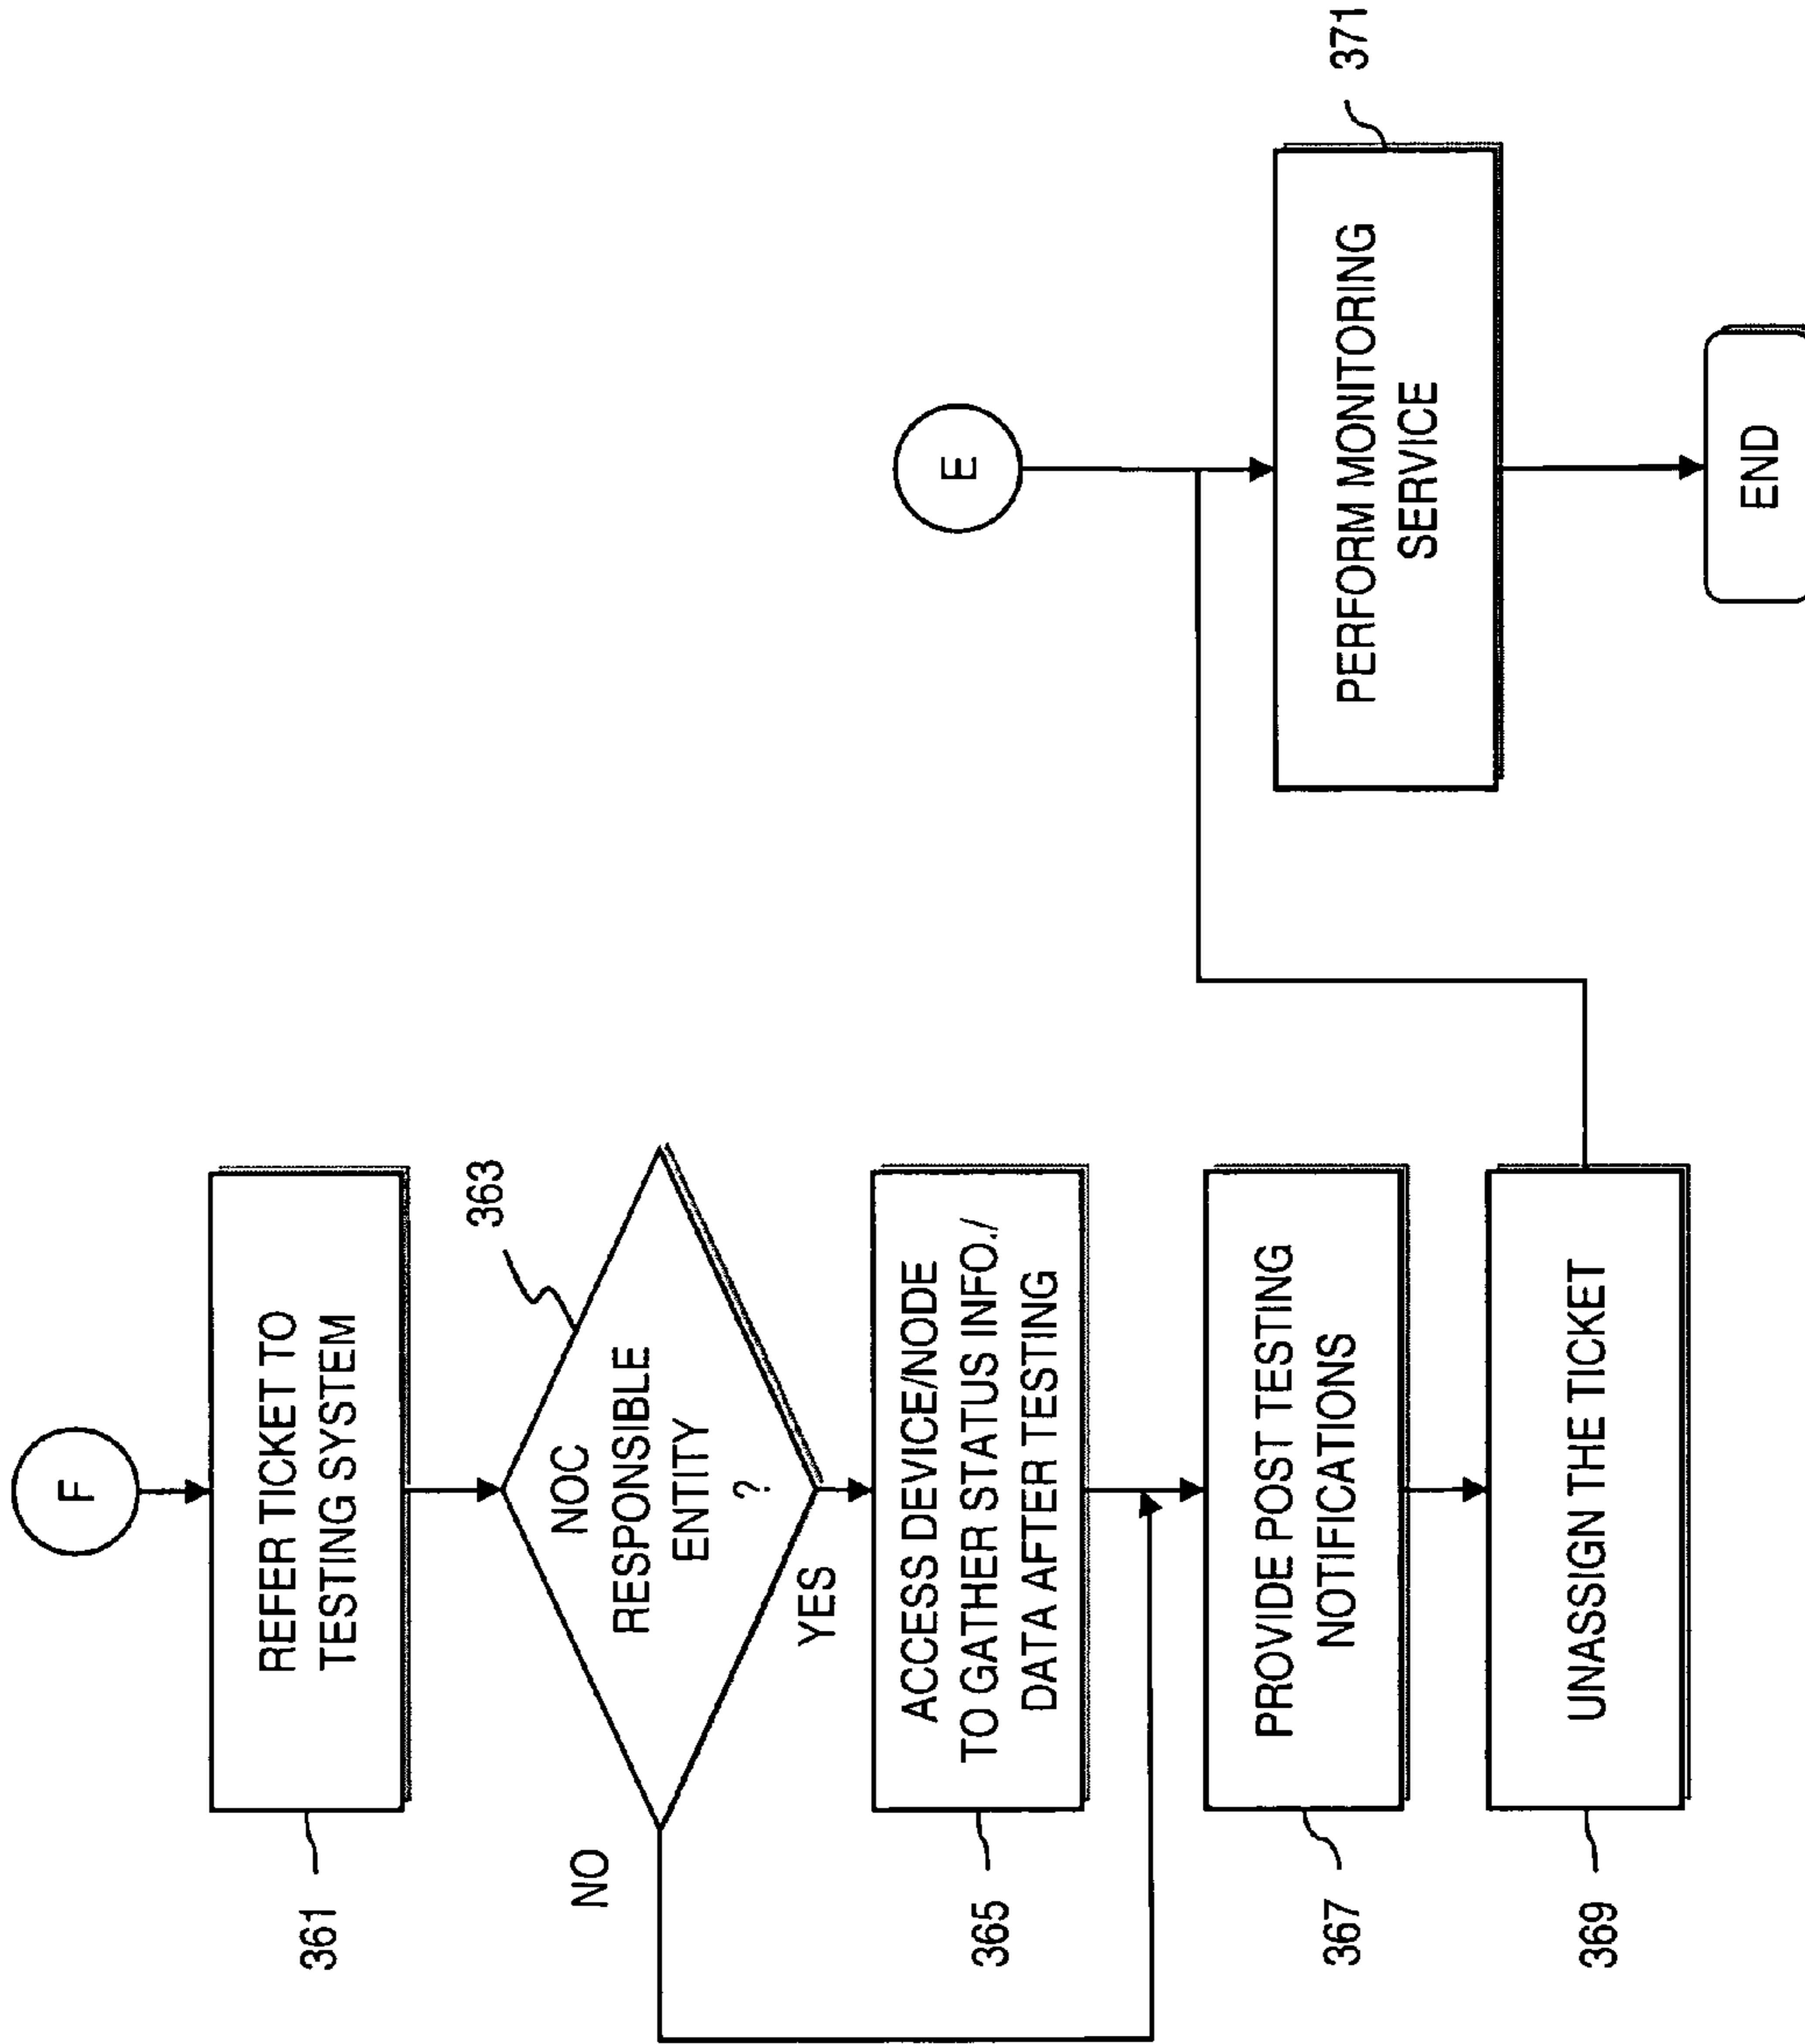 F
REFER TICKET TO
TESTING SYSTEM
361
NOC
RESPONSIBLE
ENTITY
?
363
NO
YES
ACCESS DEVICE/NODE
TO GATHER STATUS INFO./
DATA AFTER TESTING
365
PROVIDE POST TESTING
NOTIFICATIONS
367
UNASSIGN THE TICKET
369
E
PERFORM MONITORING
SERVICE
371
END